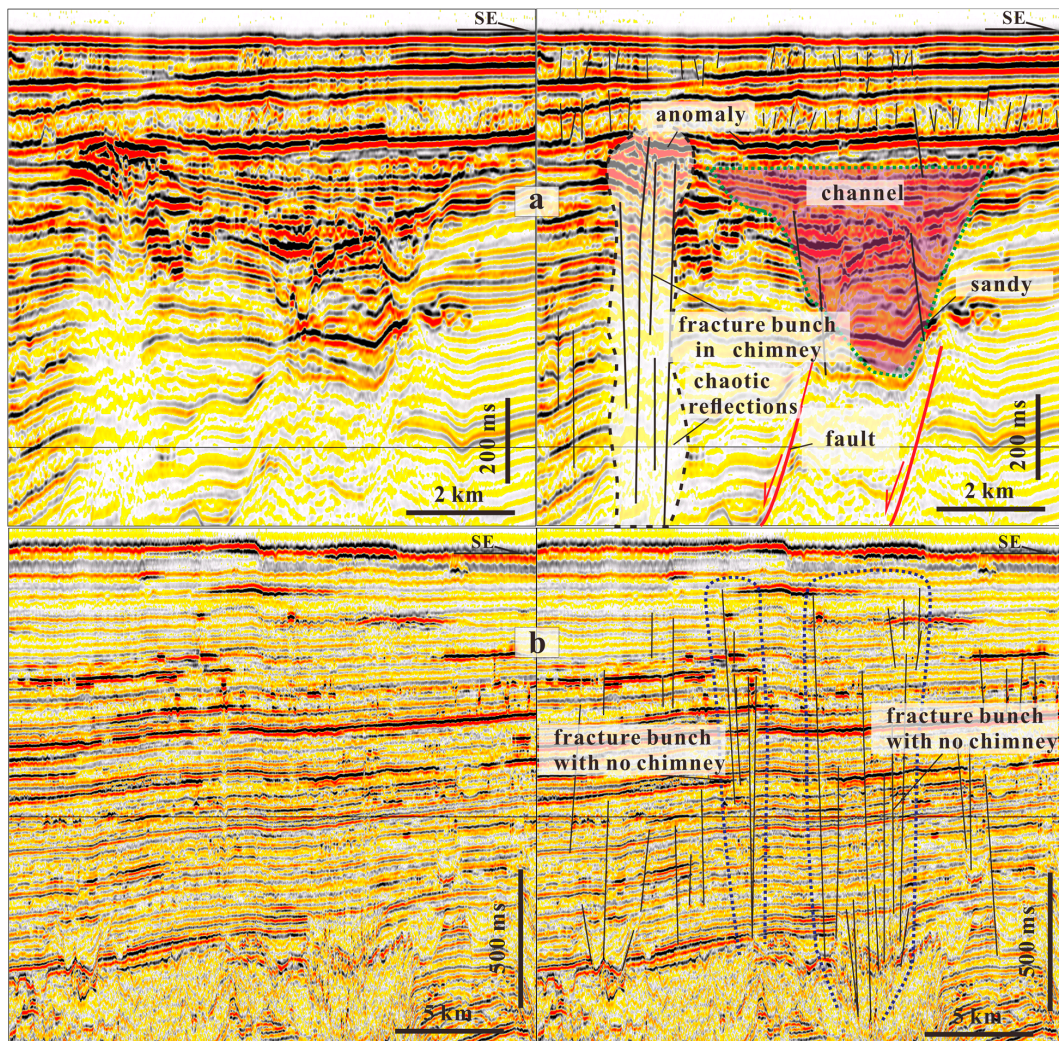 SE
SE
anomaly
a
channel
sandy
fracture bunch
in chimney
chaotic
reflections
fault
200 ms
2 km
200 ms
2 km
SE
SE
b
fracture bunch
with no chimney
fracture bunch
with no chimney
500 ms
5 km
500 ms
5 km